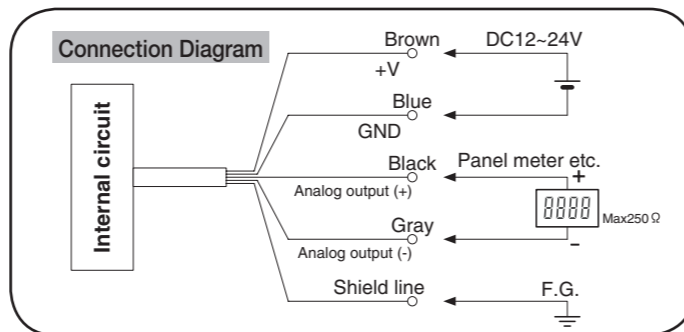 Connection Diagram
Internal circuit
Brown
+V
DC12~24V
Blue
GND
Black
Analog output (+)
Panel meter etc.
+
8888
Max250Ω
Gray
Analog output (-)
-
Shield line
F.G.